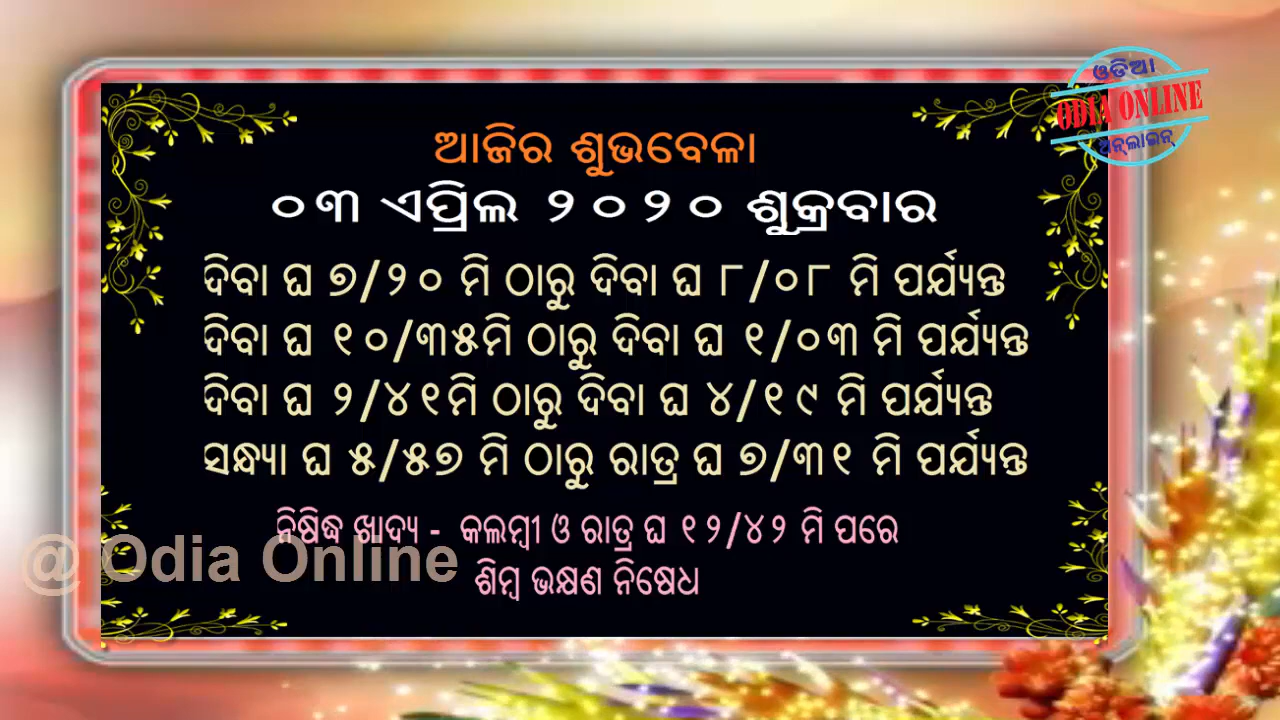 ଓଡିଆ
ODIA ONLINE
ଅନ୍‌ଲାଇନ୍
ଆଜିର ଶୁଭବେଳା
୦୩ ଏପ୍ରିଲ ୨୦୨୦ ଶୁକ୍ରବାର
ଦିବା ଘ ୭/୨୦ ମି ଠାରୁ ଦିବା ଘ ୮/୦୮ ମି ପର୍ଯ୍ୟନ୍ତ
ଦିବା ଘ ୧୦/୩୫ମି ଠାରୁ ଦିବା ଘ ୧/୦୩ ମି ପର୍ଯ୍ୟନ୍ତ
ଦିବା ଘ ୨/୪୧ମି ଠାରୁ ଦିବା ଘ ୪/୧୯ ମି ପର୍ଯ୍ୟନ୍ତ
ସନ୍ଧ୍ୟା ଘ ୫/୫୭ ମି ଠାରୁ ରାତ୍ର ଘ ୭/୩୧ ମି ପର୍ଯ୍ୟନ୍ତ
ନିଷିଦ୍ଧ ଖାଦ୍ୟ - କଲମ୍ବୀ ଓ ରାତ୍ର ଘ ୧୨/୪୨ ମି ପରେ
ଶିମ୍ବ ଭକ୍ଷଣ ନିଷେଧ
@ Odia Online